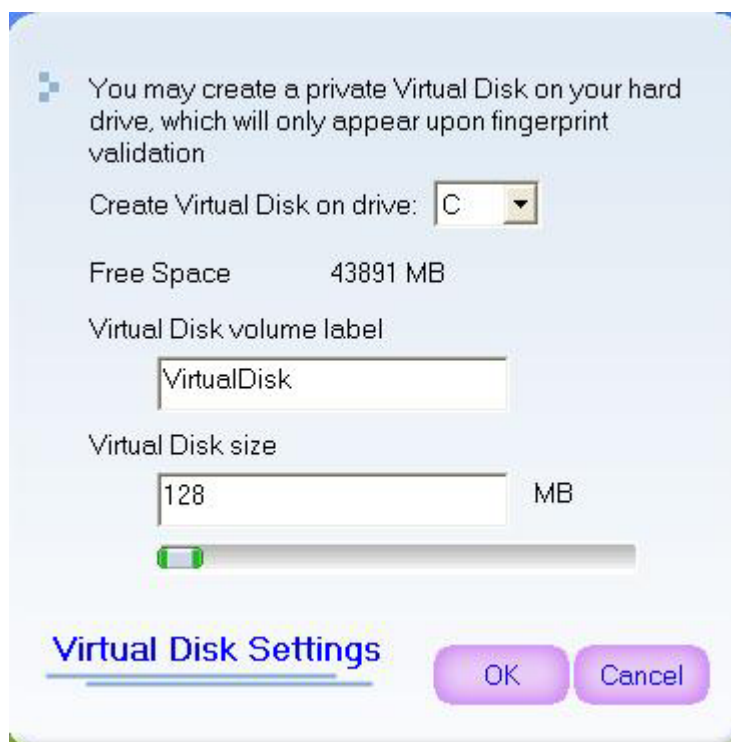 You may create a private Virtual Disk on your hard
drive, which will only appear upon fingerprint
validation
Create Virtual Disk on drive: C
Free Space 43891 MB
Virtual Disk volume label
VirtualDisk
Virtual Disk size
128 MB
Virtual Disk Settings
OK Cancel